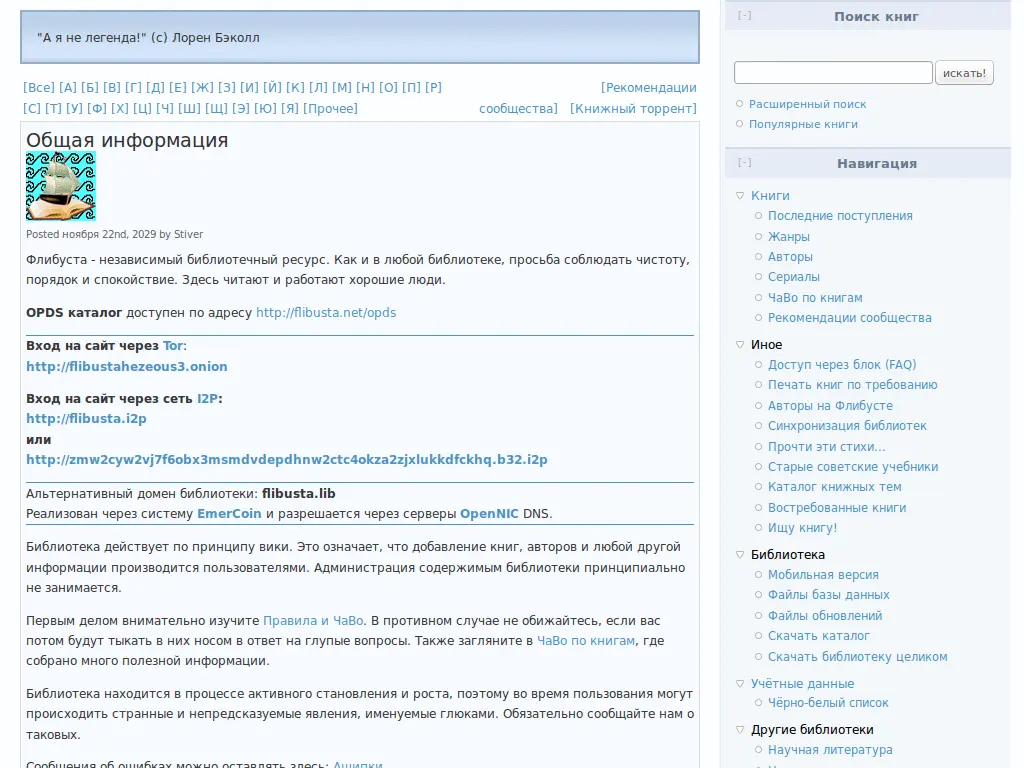 "А я не легенда!" (с) Лорен Бэколл
[Все] [А] [Б] [В] [Г] [Д] [Е] [Ж] [З] [И] [Й] [К] [Л] [М] [Н] [О] [П] [Р]
[С] [Т] [У] [Ф] [Х] [Ц] [Ч] [Ш] [Щ] [Э] [Ю] [Я] [Прочее]
[Рекомендации
сообщества] [Книжный торрент]
Общая информация
Posted ноября 22nd, 2029 by Stiver
Флибуста - независимый библиотечный ресурс. Как и в любой библиотеке, просьба соблюдать чистоту,
порядок и спокойствие. Здесь читают и работают хорошие люди.
OPDS каталог доступен по адресу http://flibusta.net/opds
Вход на сайт через Tor:
http://flibustahezeous3.onion
Вход на сайт через сеть I2P:
http://flibusta.i2p
или
http://zmw2cyw2vj7f6obx3msmdvdepdhnw2ctc4okza2zjxlukkdfckhq.b32.i2p
Альтернативный домен библиотеки: flibusta.lib
Реализован через систему EmerCoin и разрешается через серверы OpenNIC DNS.
Библиотека действует по принципу вики. Это означает, что добавление книг, авторов и любой другой
информации производится пользователями. Администрация содержимым библиотеки принципиально
не занимается.
Первым делом внимательно изучите Правила и ЧаВо. В противном случае не обижайтесь, если вас
потом будут тыкать в них носом в ответ на глупые вопросы. Также загляните в ЧаВо по книгам, где
собрано много полезной информации.
Библиотека находится в процессе активного становления и роста, поэтому во время пользования могут
происходить странные и непредсказуемые явления, именуемые глюками. Обязательно сообщайте нам о
таковых.
Сообщения об ошибках можно оставлять здесь: Ашипки
[-] Поиск книг
искать!
Расширенный поиск
Популярные книги
[-] Навигация
Книги
Последние поступления
Жанры
Авторы
Сериалы
ЧаВо по книгам
Рекомендации сообщества
Иное
Доступ через блок (FAQ)
Печать книг по требованию
Авторы на Флибусте
Синхронизация библиотек
Прочти эти стихи...
Старые советские учебники
Каталог книжных тем
Востребованные книги
Ищу книгу!
Библиотека
Мобильная версия
Файлы базы данных
Файлы обновлений
Скачать каталог
Скачать библиотеку целиком
Учётные данные
Чёрно-белый список
Другие библиотеки
Научная литература